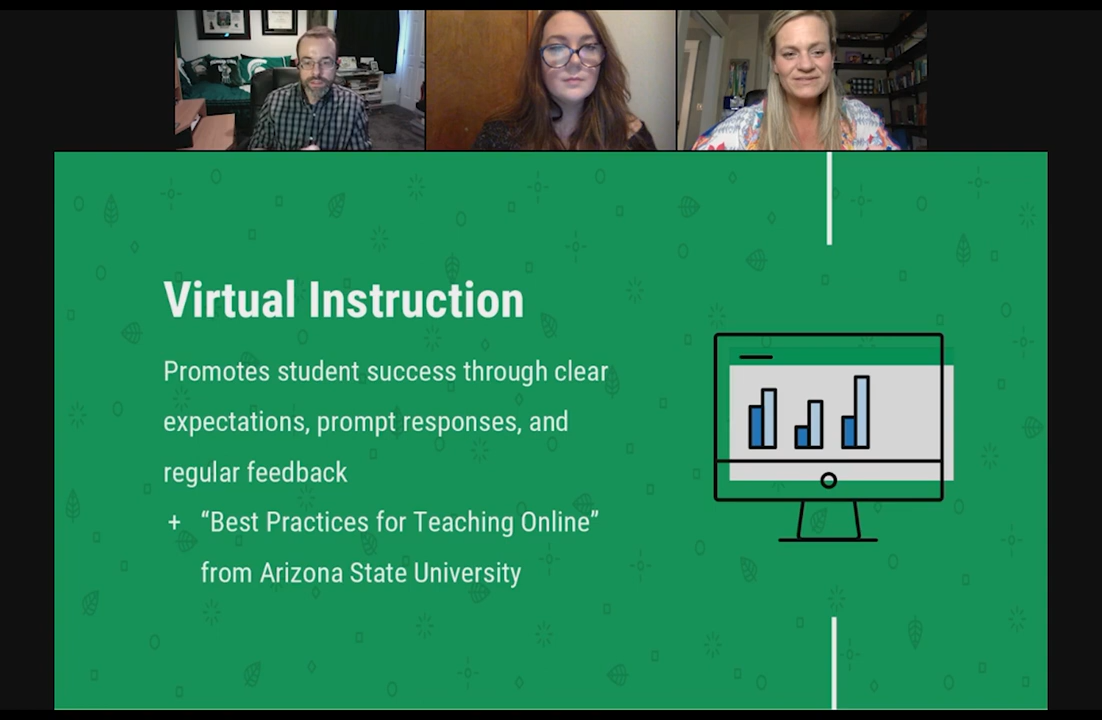 Virtual Instruction
Promotes student success through clear
expectations, prompt responses, and
regular feedback
+ “Best Practices for Teaching Online”
from Arizona State University